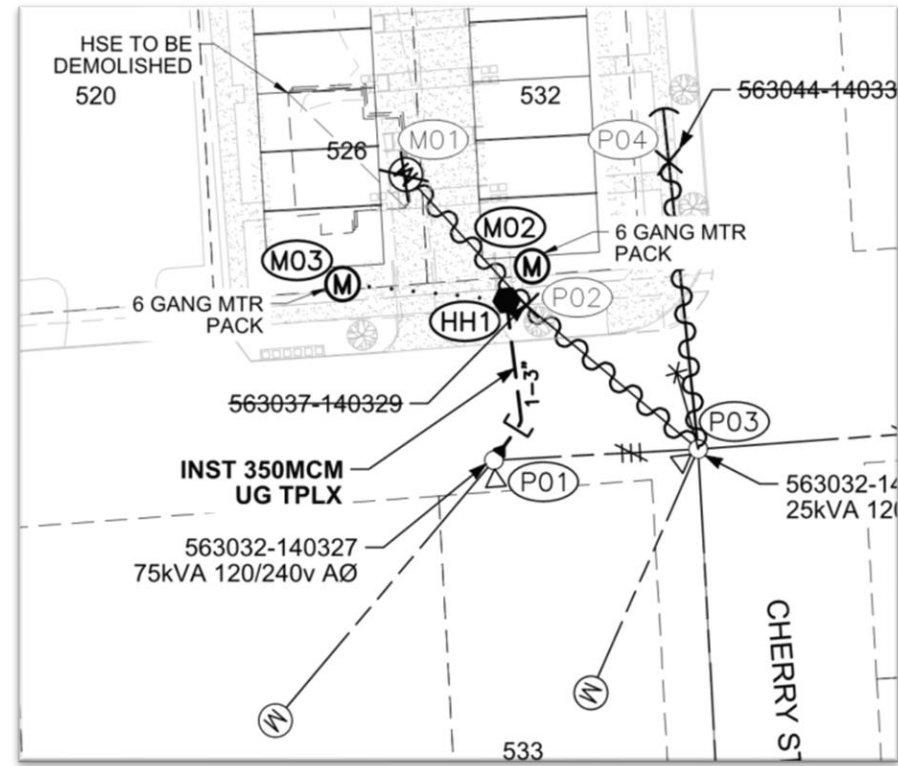 HSE TO BE
DEMOLISHED
520
532
563044-14033
526
M01
P04
M02
6 GANG MTR
PACK
M03
M
M
6 GANG MTR
PACK
P02
HH1
563037-140329
1-3"
P03
INST 350MCM
UG TPLX
P01
563032-14
25kVA 120
563032-140327
75kVA 120/240v AØ
CHERRY ST
M
M
533